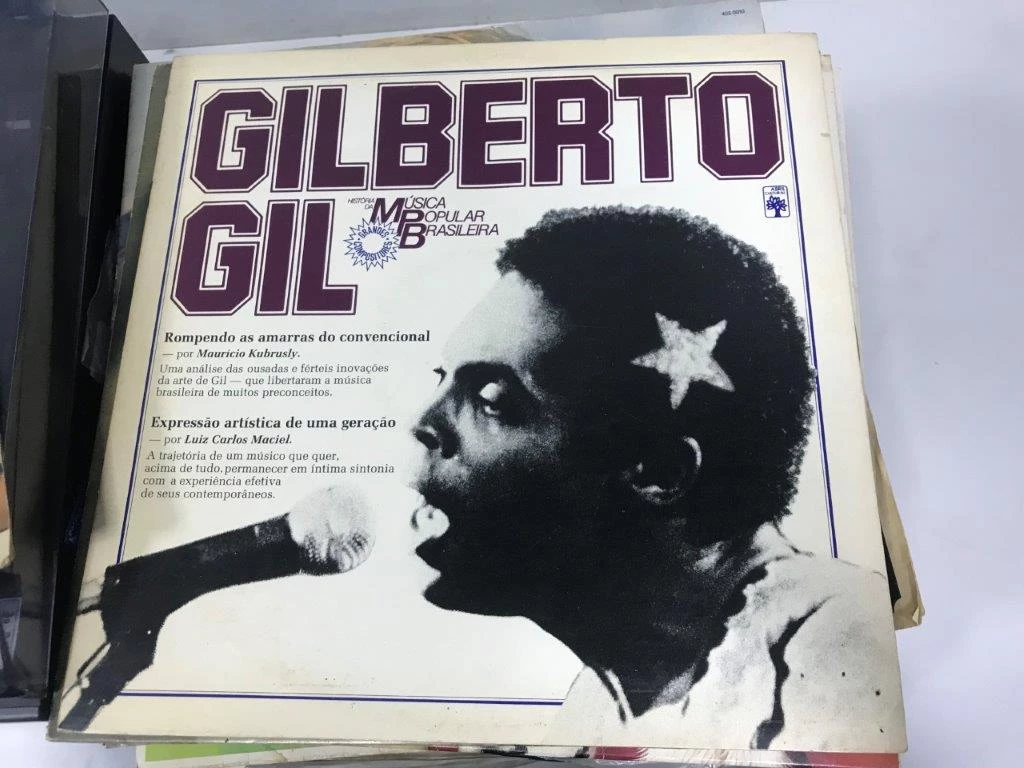 405.0010
GILBERTO
GIL
HISTÓRIA
DA
MÚSICA
POPULAR
BRASILEIRA
GRANDES
COMPOSITORES
ABRIL
CULTURAL
Rompendo as amarras do convencional
— por Maurício Kubrusly.
Uma análise das ousadas e férteis inovações
da arte de Gil — que libertaram a música
brasileira de muitos preconceitos.
Expressão artística de uma geração
— por Luiz Carlos Maciel.
A trajetória de um músico que quer,
acima de tudo, permanecer em íntima sintonia
com a experiência efetiva
de seus contemporâneos.